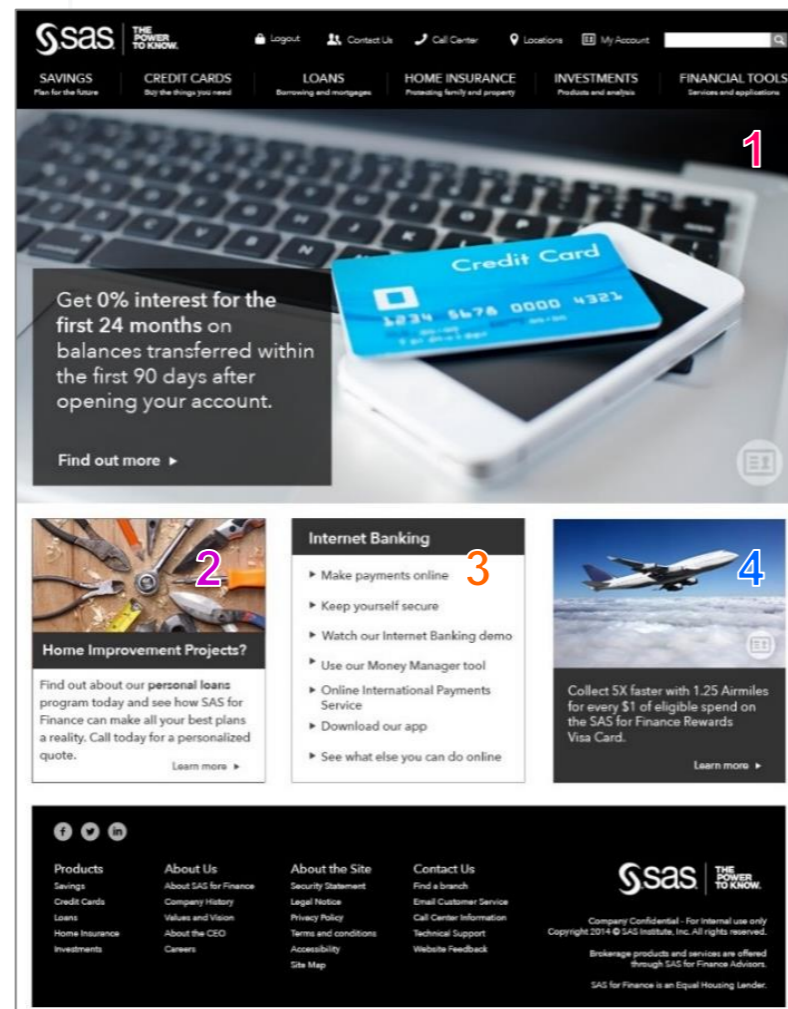 sas THE POWER TO KNOW.
Logout Contact Us Call Center Locations My Account
SAVINGS CREDIT CARDS LOANS HOME INSURANCE INVESTMENTS FINANCIAL TOOLS
Plan for the future Buy the things you need Borrowing and mortgages Protecting family and property Products and analysis Services and applications
1
Credit Card
1234 5678 0000 4321
Get 0% interest for the
first 24 months on
balances transferred within
the first 90 days after
opening your account.
Find out more
2
Home Improvement Projects?
Find out about our personal loans
program today and see how SAS for
Finance can make all your best plans
a reality. Call today for a personalized
quote.
Learn more
Internet Banking
3
Make payments online
Keep yourself secure
Watch our Internet Banking demo
Use our Money Manager tool
Online International Payments
Service
Download our app
See what else you can do online
4
Collect 5X faster with 1.25 Airmiles
for every $1 of eligible spend on
the SAS for Finance Rewards
Visa Card.
Learn more
Products
Savings
Credit Cards
Loans
Home Insurance
Investments
About Us
About SAS for Finance
Company History
Values and Vision
About the CEO
Careers
About the Site
Security Statement
Legal Notice
Privacy Policy
Terms and conditions
Accessibility
Site Map
Contact Us
Find a branch
Email Customer Service
Call Center Information
Technical Support
Website Feedback
sas THE POWER TO KNOW.
Company Confidential - For Internal use only
Copyright 2014 © SAS Institute, Inc. All rights reserved.
Brokerage products and services are offered
through SAS for Finance Advisors.
SAS for Finance is an Equal Housing Lender.